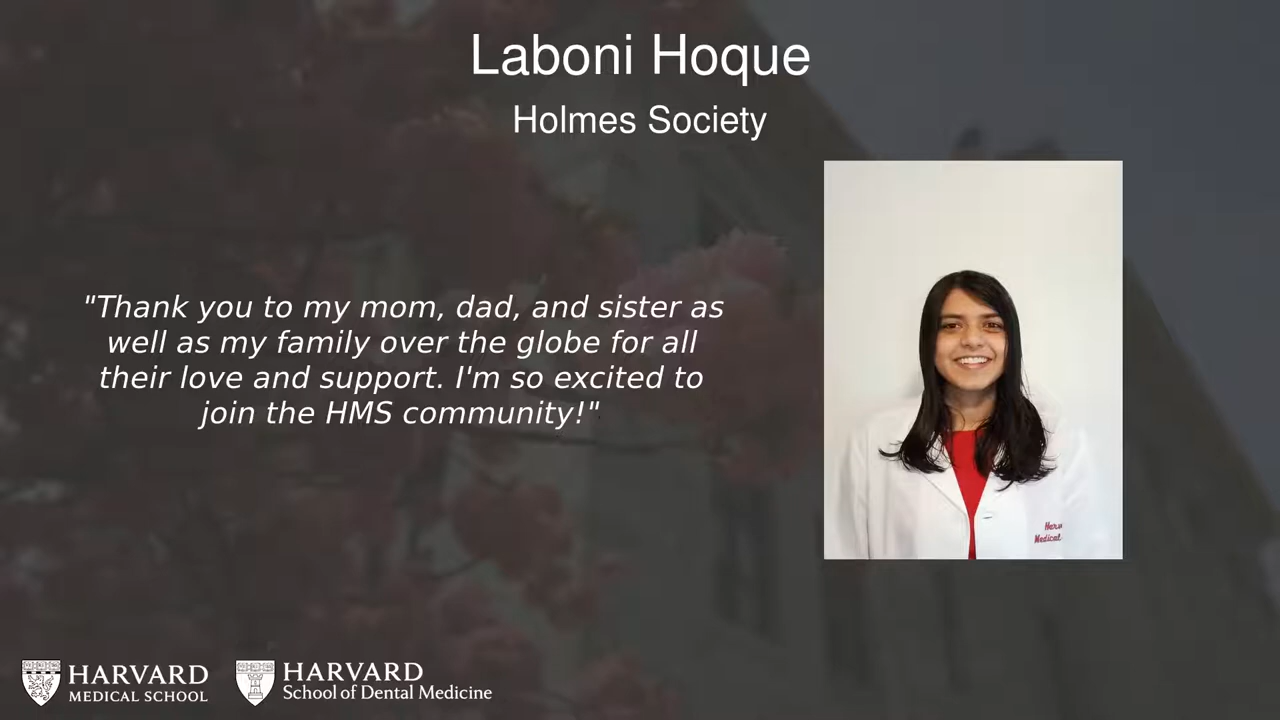 Laboni Hoque
Holmes Society
"Thank you to my mom, dad, and sister as
well as my family over the globe for all
their love and support. I'm so excited to
join the HMS community!"
Medical
HARVARD
MEDICAL SCHOOL
HARVARD
School of Dental Medicine